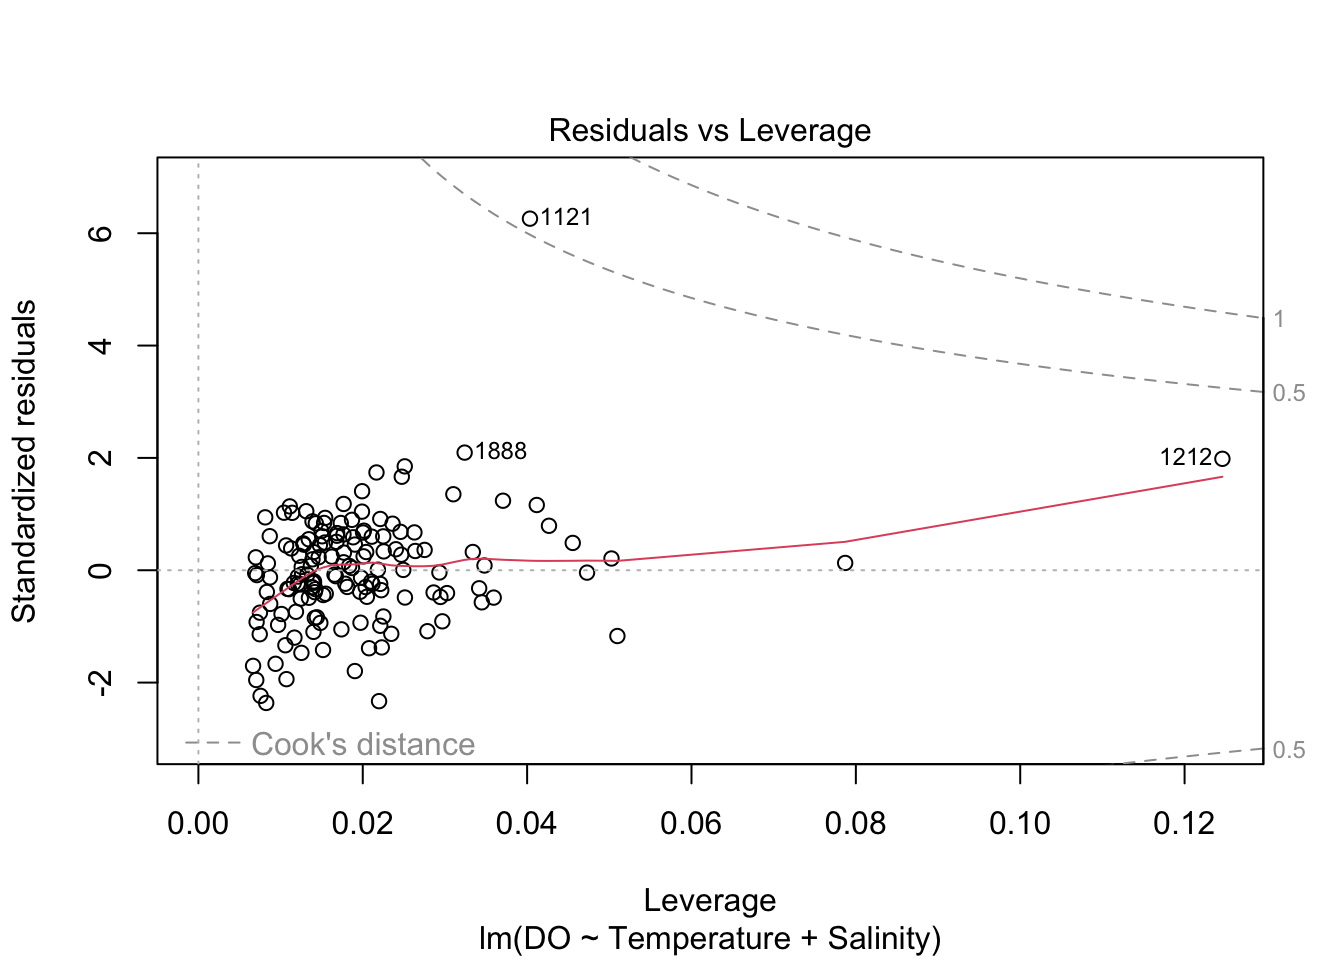 Residuals vs Leverage
Standardized residuals
6
4
2
0
-2
1121
1888
1212
1
0.5
0.5
Cook's distance
0.00 0.02 0.04 0.06 0.08 0.10 0.12
Leverage
lm(DO ~ Temperature + Salinity)